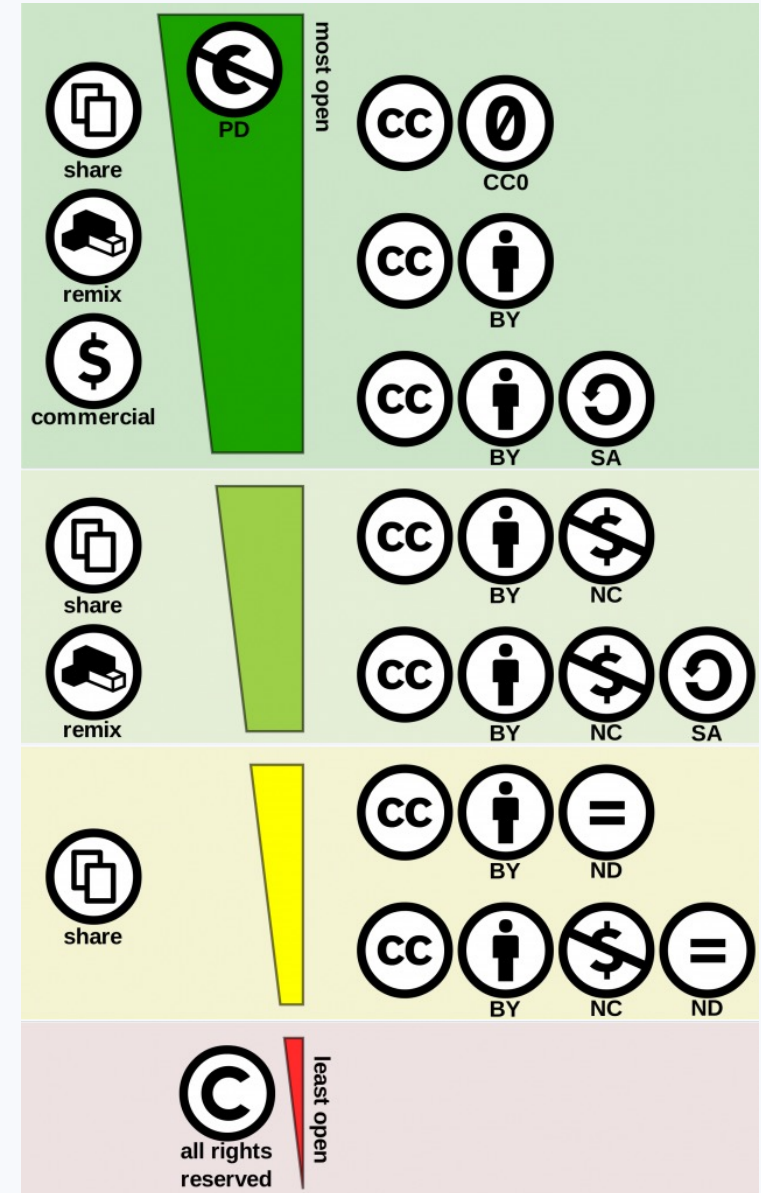 PD
most open
share
remix
commercial
cc 0
CC0
cc
BY
cc
BY SA
share
remix
cc $
BY NC
cc $
BY NC SA
share
cc =
BY ND
cc $ =
BY NC ND
C
all rights
reserved
least open